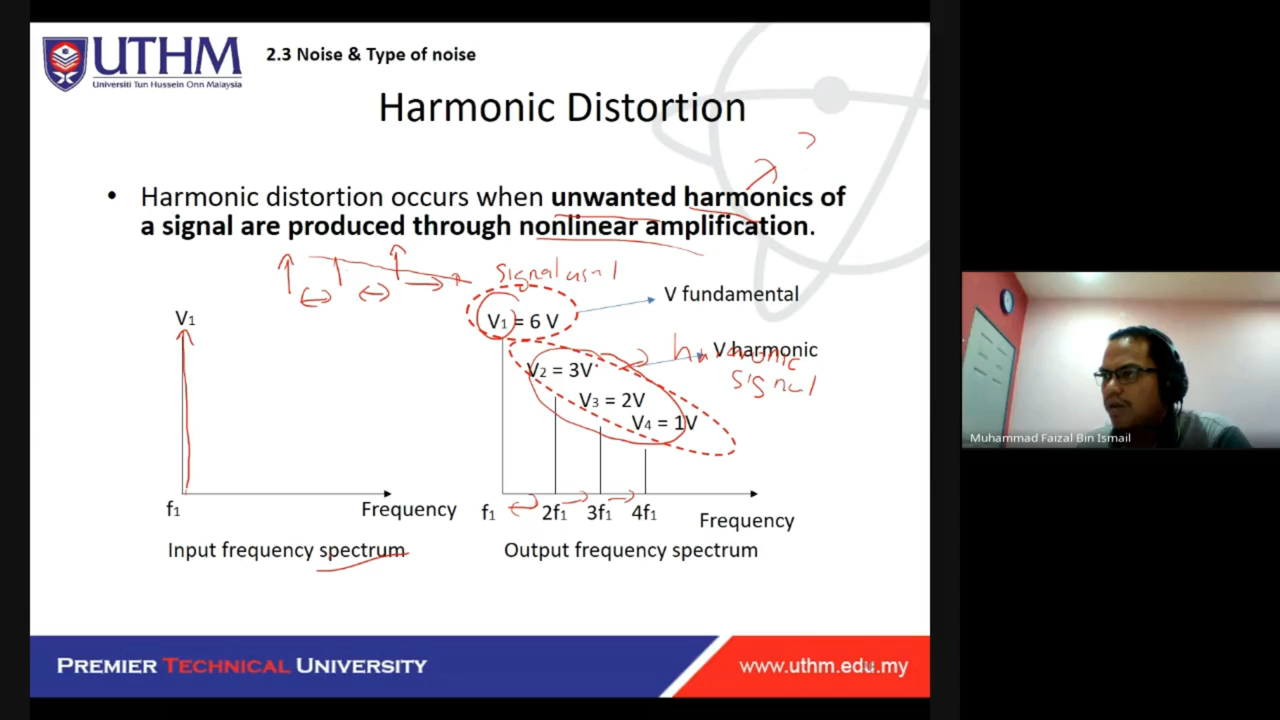 UTHM
Universiti Tun Hussein Onn Malaysia
2.3 Noise & Type of noise
Harmonic Distortion
• Harmonic distortion occurs when unwanted harmonics of
a signal are produced through nonlinear amplification.
signal asal
V1
V1 = 6 V
V fundamental
V2 = 3V
V harmonic
harmonic
signal
V3 = 2V
V4 = 1V
f1
Frequency
f1
2f1
3f1
4f1
Frequency
Input frequency spectrum
Output frequency spectrum
PREMIER TECHNICAL UNIVERSITY
www.uthm.edu.my
Muhammad Faizal Bin Ismail